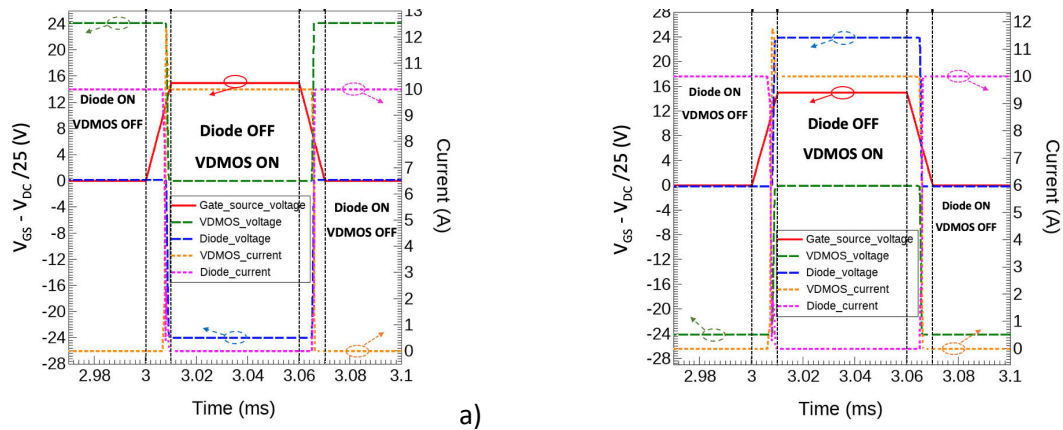 24
20
16
12
8
4
0
-4
-8
-12
-16
-20
-24
-28
V_GS - V_DC /25 (V)
13
12
11
10
9
8
7
6
5
4
3
2
1
0
Current (A)
Diode ON
VDMOS OFF
Diode OFF
VDMOS ON
Diode ON
VDMOS OFF
Gate_source_voltage
VDMOS_voltage
Diode_voltage
VDMOS_current
Diode_current
2.98 3 3.02 3.04 3.06 3.08 3.1
Time (ms)
a)
28
24
20
16
12
8
4
0
-4
-8
-12
-16
-20
-24
-28
V_GS - V_DC /25 (V)
12
11
10
9
8
7
6
5
4
3
2
1
0
Current (A)
Diode ON
VDMOS OFF
Diode OFF
VDMOS ON
Diode ON
VDMOS OFF
Gate_source_voltage
VDMOS_voltage
Diode_voltage
VDMOS_current
Diode_current
2.98 3 3.02 3.04 3.06 3.08 3.1
Time (ms)